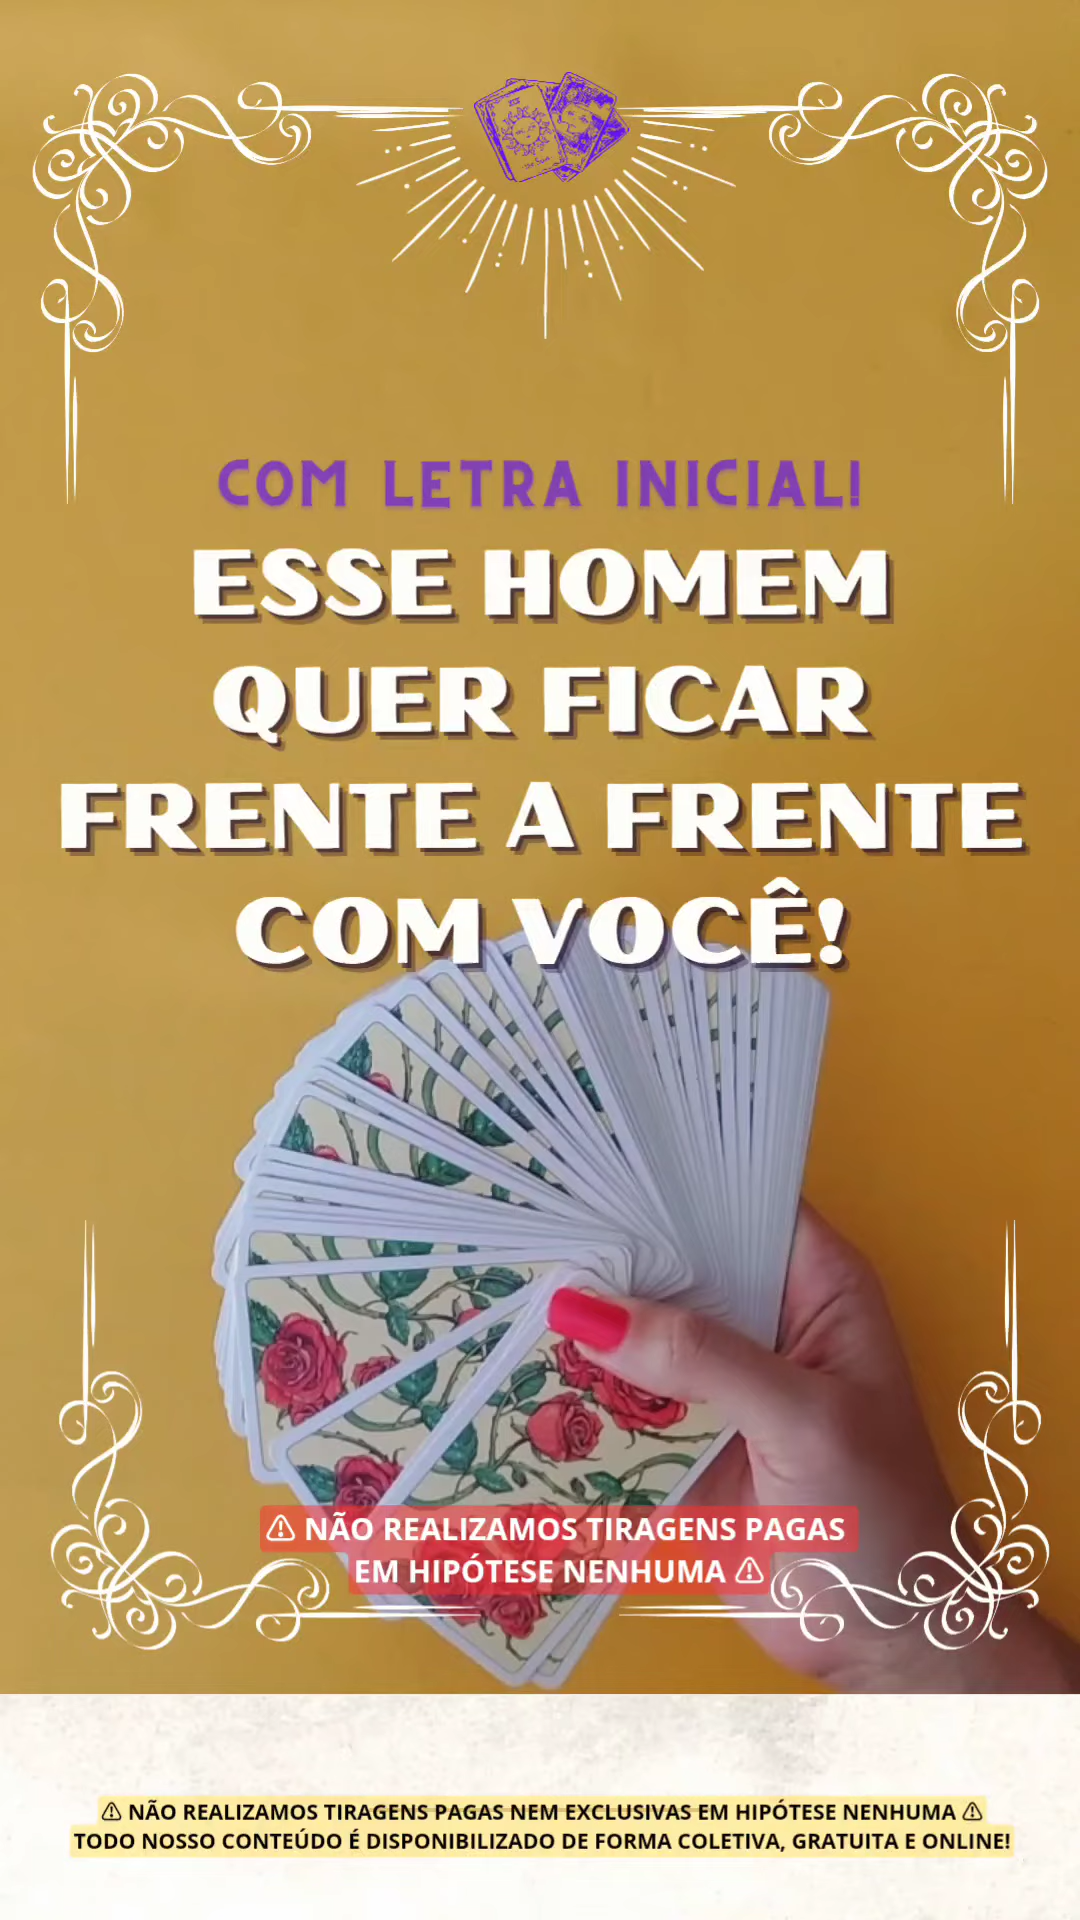 COM LETRA INICIAL!
ESSE HOMEM
QUER FICAR
FRENTE A FRENTE
COM VOCÊ!
⚠ NÃO REALIZAMOS TIRAGENS PAGAS
EM HIPÓTESE NENHUMA ⚠
⚠ NÃO REALIZAMOS TIRAGENS PAGAS NEM EXCLUSIVAS EM HIPÓTESE NENHUMA ⚠
TODO NOSSO CONTEÚDO É DISPONIBILIZADO DE FORMA COLETIVA, GRATUITA E ONLINE!